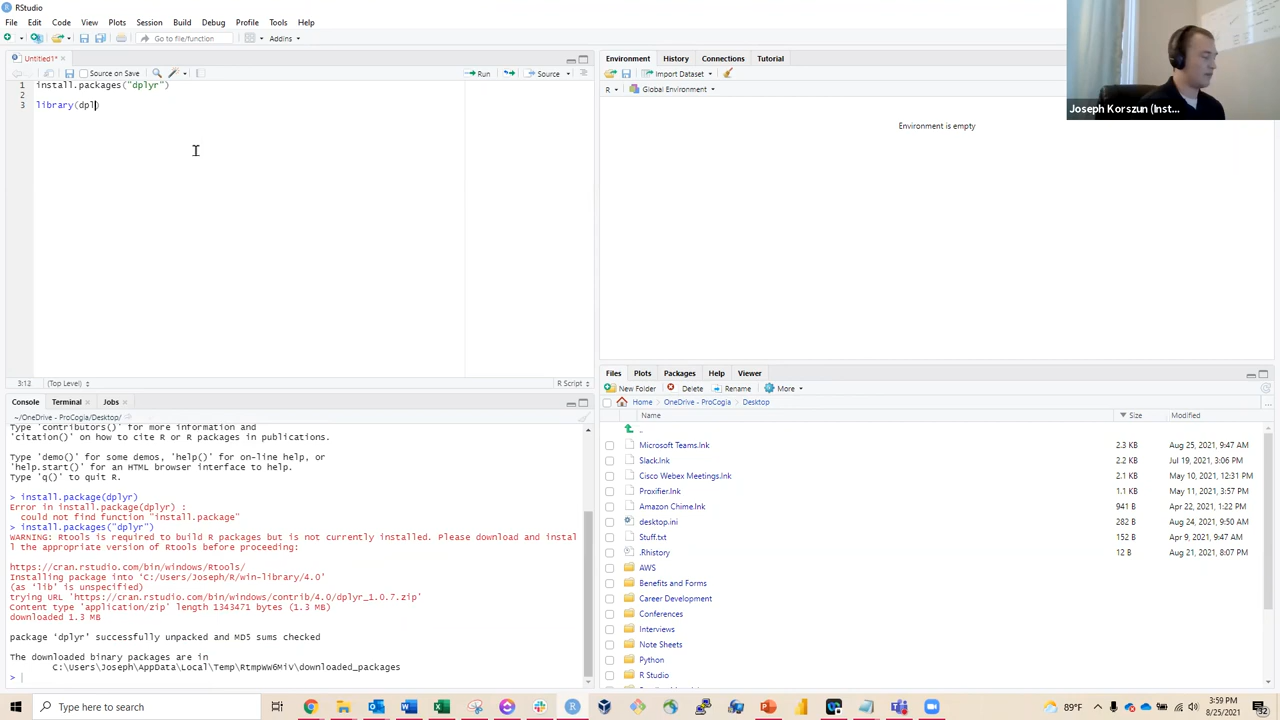 RStudio
File Edit Code View Plots Session Build Debug Profile Tools Help
Go to file/function Addins
Untitled1*
Source on Save Run Source
1 install.packages("dplyr")
2
3 library(dpl)
3:12 (Top Level) R Script
Console Terminal Jobs
~/OneDrive - ProCogia/Desktop/
Type 'contributors()' for more information and
'citation()' on how to cite R or R packages in publications.
Type 'demo()' for some demos, 'help()' for on-line help, or
'help.start()' for an HTML browser interface to help.
Type 'q()' to quit R.
> install.package(dplyr)
Error in install.package(dplyr) :
could not find function "install.package"
> install.packages("dplyr")
WARNING: Rtools is required to build R packages but is not currently installed. Please download and instal
l the appropriate version of Rtools before proceeding:
https://cran.rstudio.com/bin/windows/Rtools/
Installing package into 'C:/Users/Joseph/R/win-library/4.0'
(as 'lib' is unspecified)
trying URL 'https://cran.rstudio.com/bin/windows/contrib/4.0/dplyr_1.0.7.zip'
Content type 'application/zip' length 1343471 bytes (1.3 MB)
downloaded 1.3 MB
package 'dplyr' successfully unpacked and MD5 sums checked
The downloaded binary packages are in
C:\Users\Joseph\AppData\Local\Temp\RtmpWW6Miv\downloaded_packages
>
Environment History Connections Tutorial
Import Dataset
R Global Environment
Environment is empty
Joseph Korszun (Inst...
Files Plots Packages Help Viewer
New Folder Delete Rename More
Home OneDrive - ProCogia Desktop
Name Size Modified
..
Microsoft Teams.lnk 2.3 KB Aug 25, 2021, 9:47 AM
Slack.lnk 2.2 KB Jul 19, 2021, 3:06 PM
Cisco Webex Meetings.lnk 2.1 KB May 10, 2021, 12:31 PM
Proxifier.lnk 1.1 KB May 11, 2021, 3:57 PM
Amazon Chime.lnk 941 B Apr 22, 2021, 1:22 PM
desktop.ini 282 B Aug 24, 2021, 9:50 AM
Stuff.txt 152 B Apr 9, 2021, 9:47 AM
.Rhistory 12 B Aug 21, 2021, 8:07 PM
AWS
Benefits and Forms
Career Development
Conferences
Interviews
Note Sheets
Python
R Studio
Type here to search
89°F
3:59 PM
8/25/2021
32